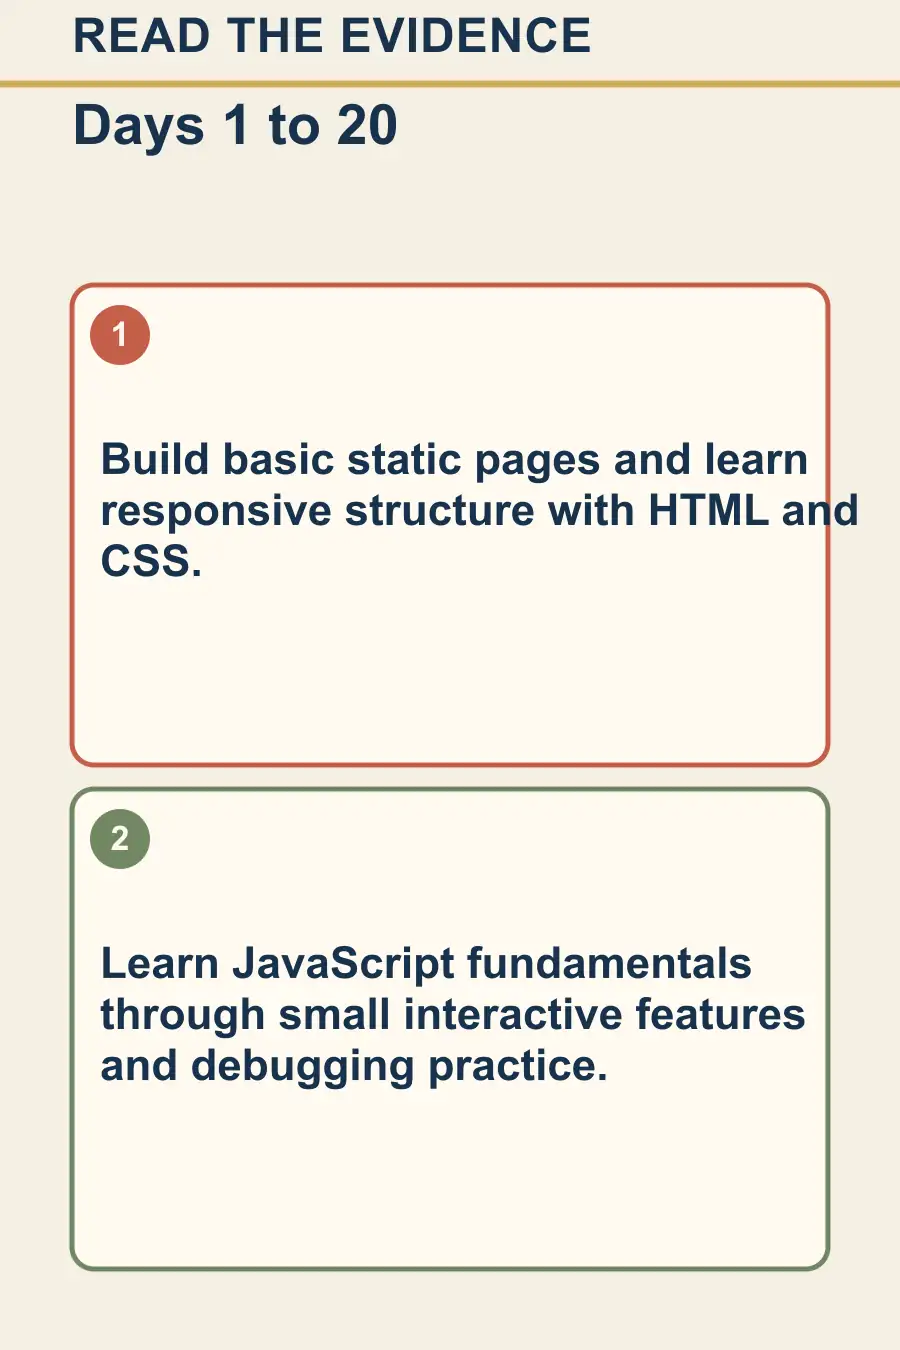 READ THE EVIDENCE
Days 1 to 20
1
Build basic static pages and learn
responsive structure with HTML and
CSS.
2
Learn JavaScript fundamentals
through small interactive features
and debugging practice.